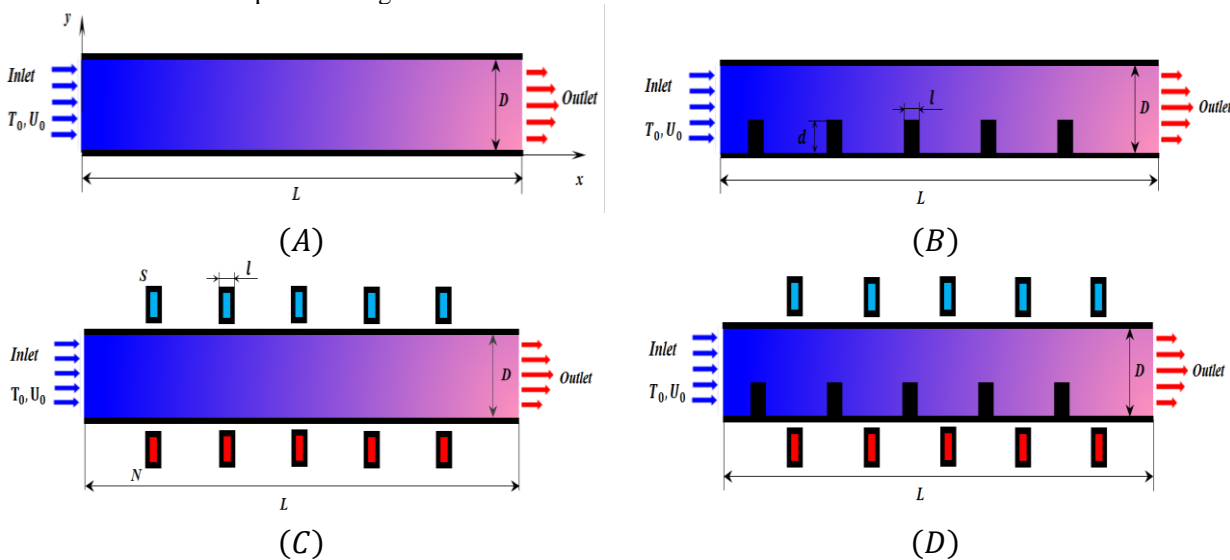 y
Inlet
T₀, U₀
D
Outlet
x
L
(A)
Inlet
T₀, U₀
d
l
D
Outlet
L
(B)
S
l
Inlet
T₀, U₀
D
Outlet
N
L
(C)
Inlet
T₀, U₀
D
Outlet
L
(D)